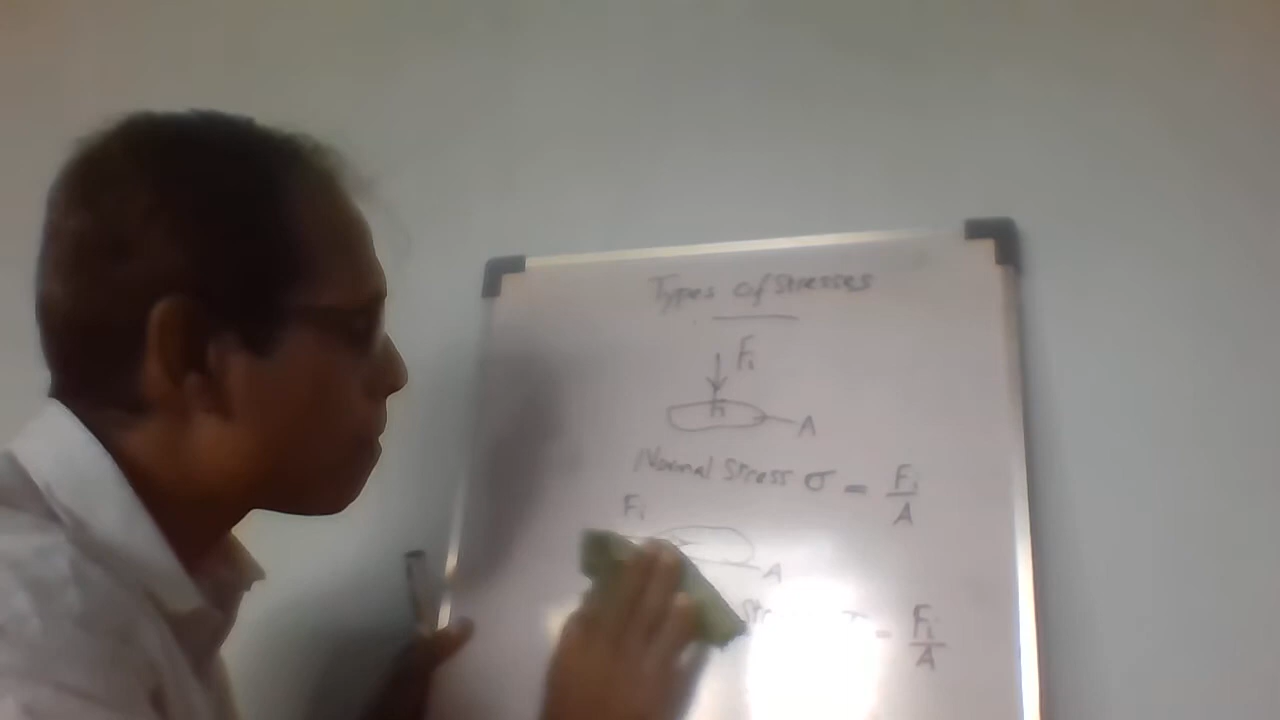 Types of Stresses
F₁
A
Normal Stress σ = F₁/A
F₁
A
= F₁/A